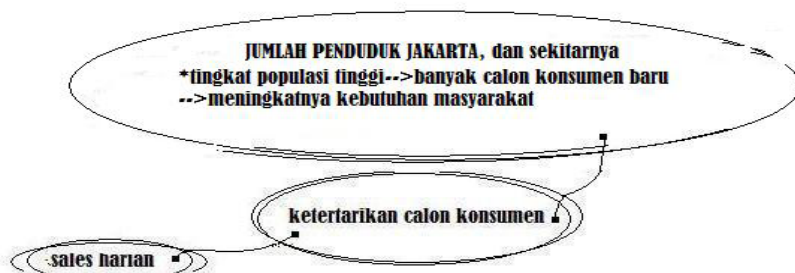 JUMLAH PENDUDUK JAKARTA, dan sekitarnya
*tingkat populasi tinggi-->banyak calon konsumen baru
-->meningkatnya kebutuhan masyarakat
ketertarikan calon konsumen
sales harian